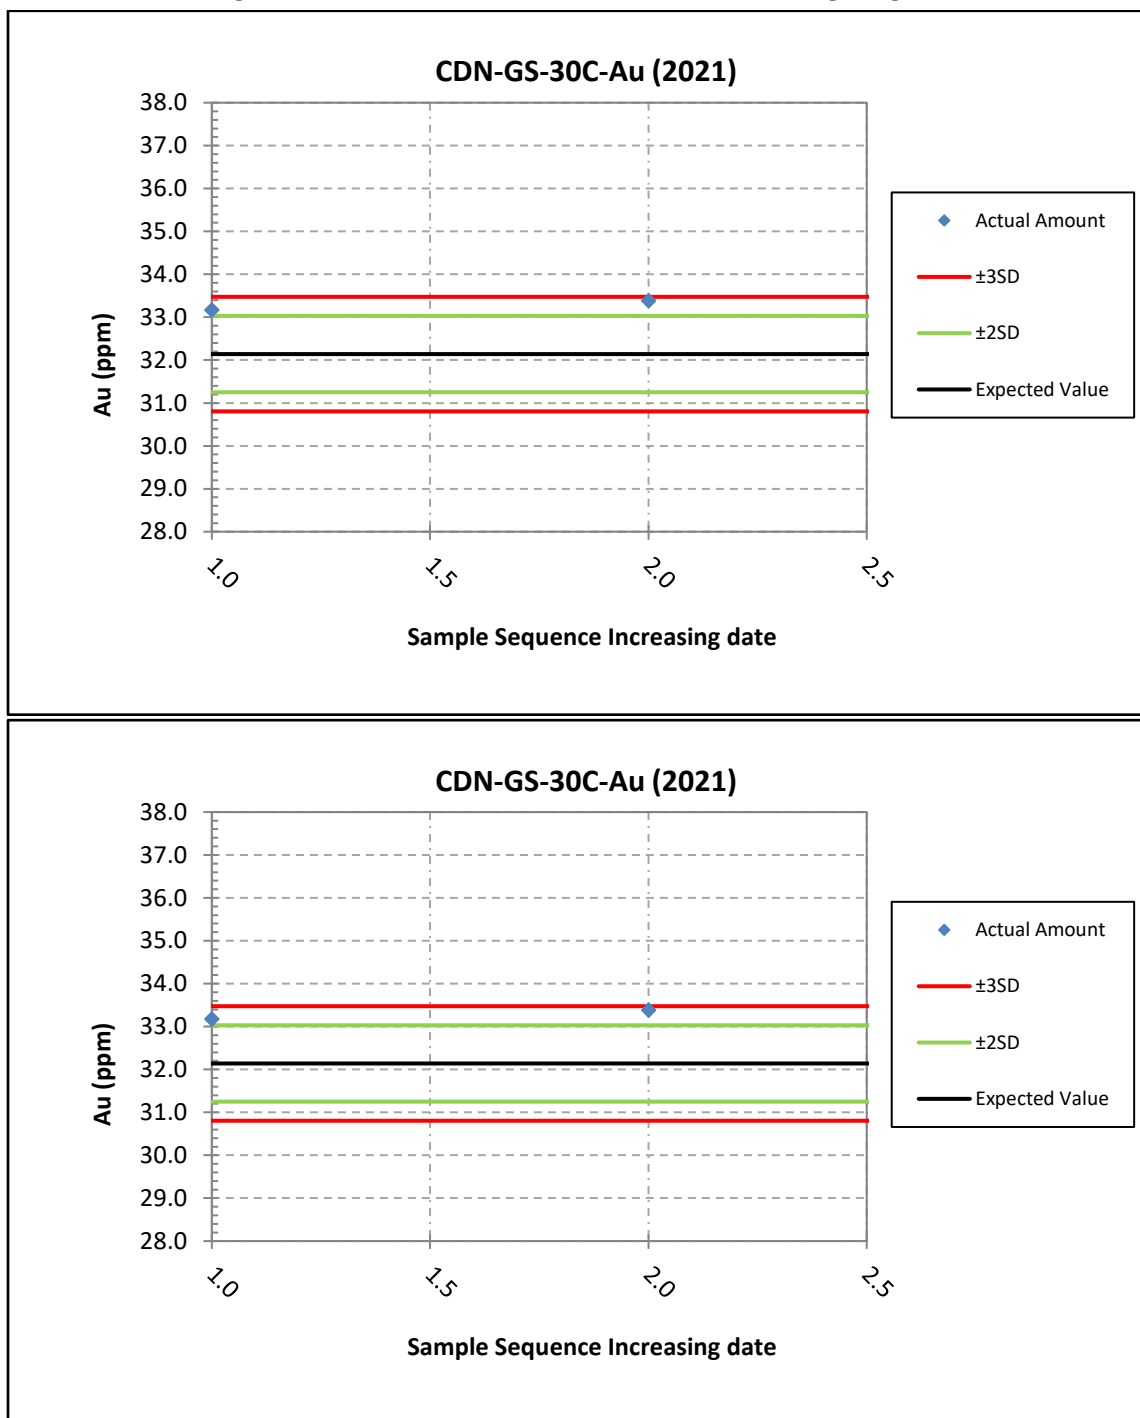 CDN-GS-30C-Au (2021)
38.0
37.0
36.0
35.0
34.0
33.0
32.0
31.0
30.0
29.0
28.0
Au (ppm)
1.0 1.5 2.0 2.5
Sample Sequence Increasing date
Actual Amount
±3SD
±2SD
Expected Value
CDN-GS-30C-Au (2021)
38.0
37.0
36.0
35.0
34.0
33.0
32.0
31.0
30.0
29.0
28.0
Au (ppm)
1.0 1.5 2.0 2.5
Sample Sequence Increasing date
Actual Amount
±3SD
±2SD
Expected Value